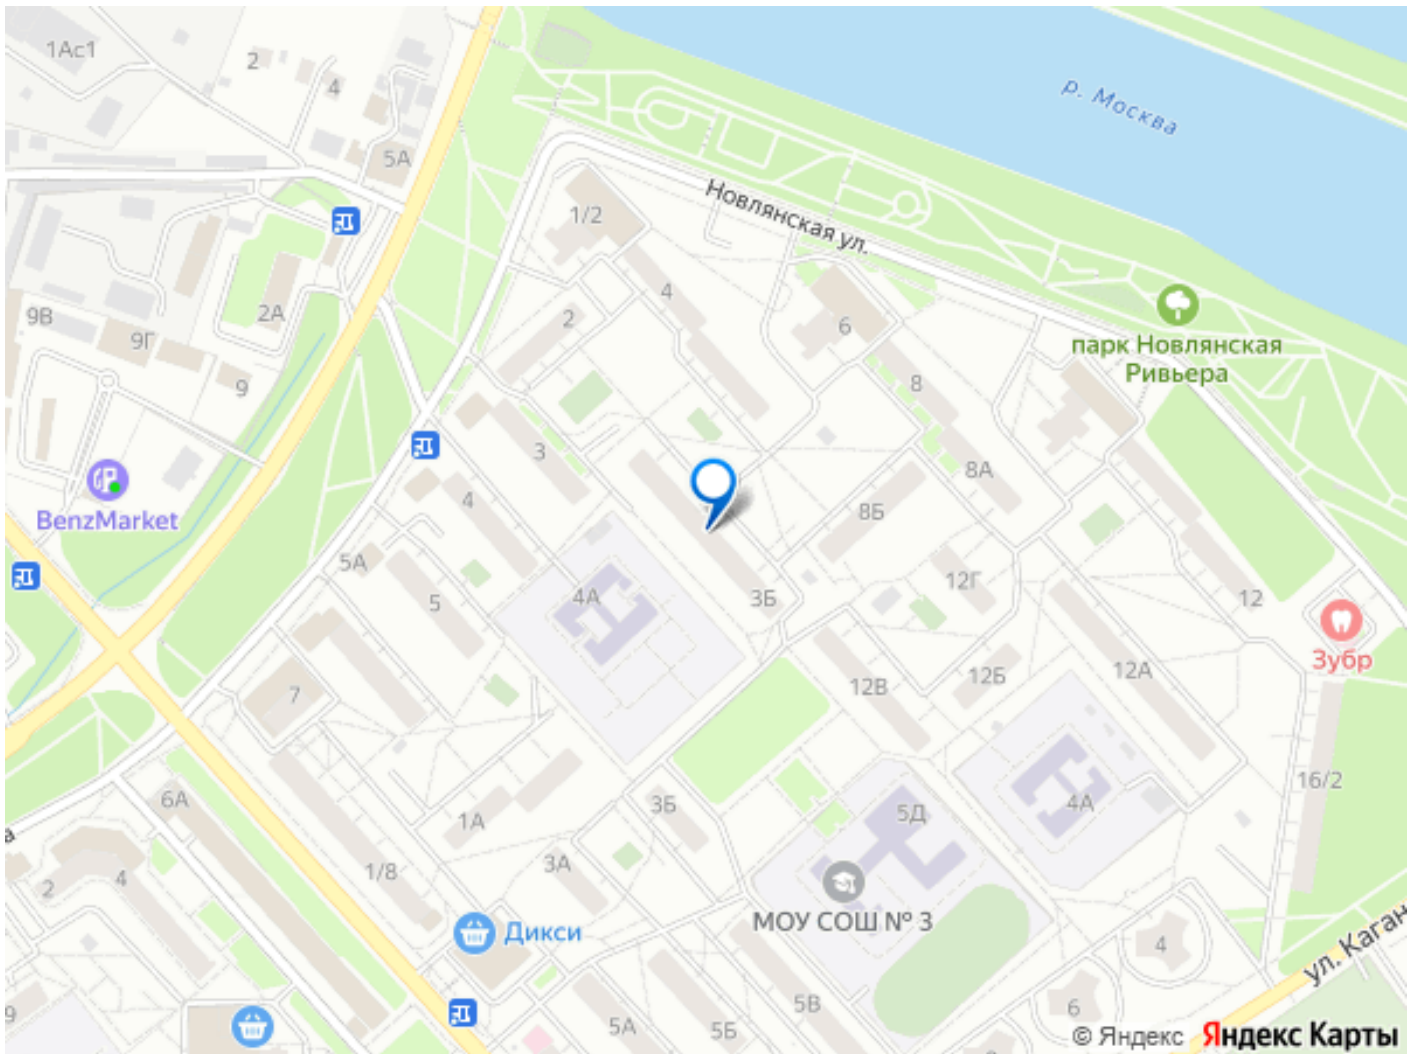 1Ас1
2
4
5А
р. Москва
1/2
Новлянская ул.
4
2
6
2А
9В
9Г
9
парк Новлянская
Ривьера
8
3
8А
4
8Б
BenzMarket
5А
12Г
4А
5
3Б
12
Зубр
12А
12Б
12В
7
16/2
6А
4А
3Б
5Д
1А
3А
1/8
4
2
МОУ СОШ № 3
Дикси
4
ул. Каган
6
5В
9
5А
5Б
© Яндекс Яндекс Карты